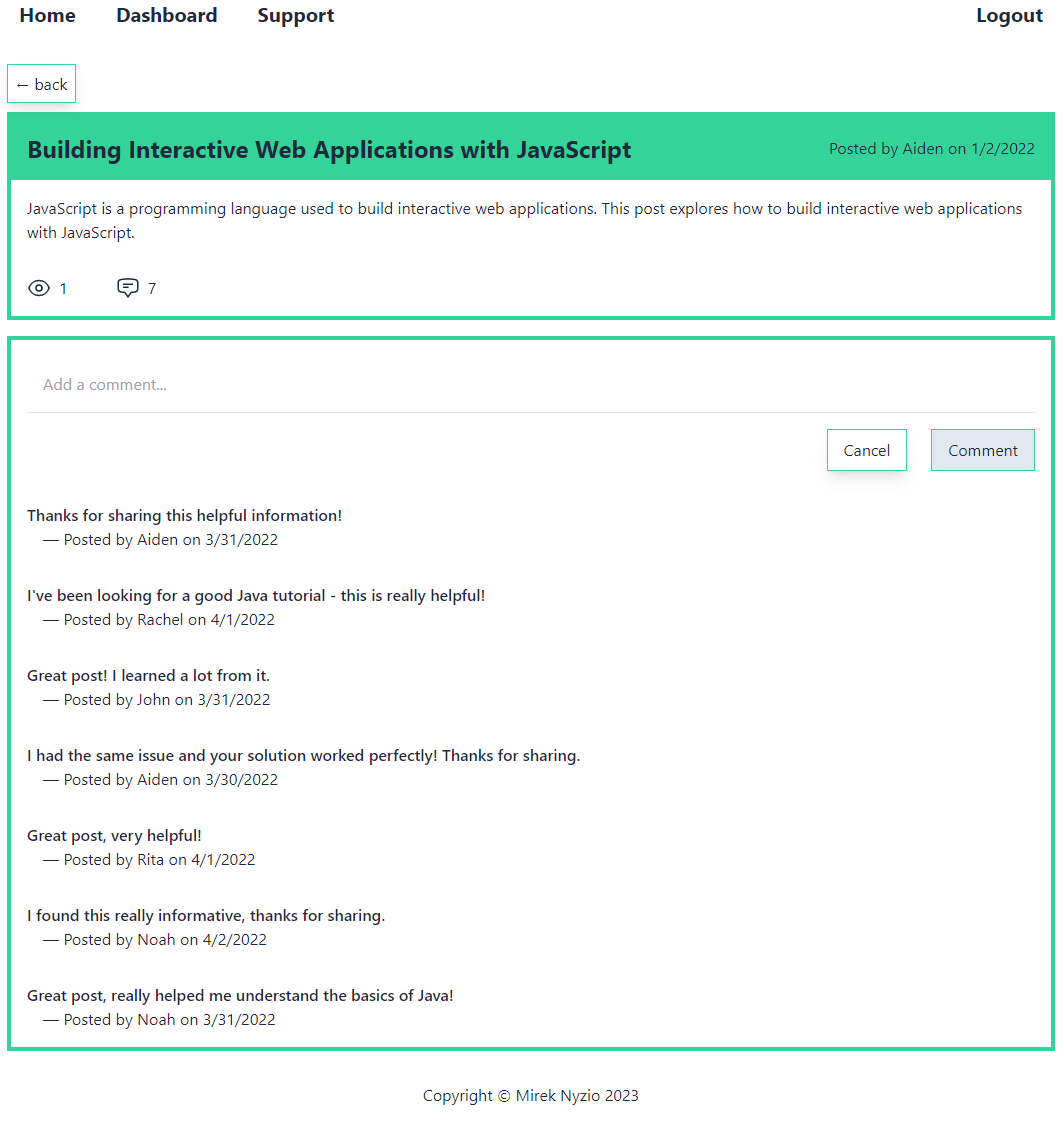 Home Dashboard Support Logout
← back
Building Interactive Web Applications with JavaScript Posted by Aiden on 1/2/2022
JavaScript is a programming language used to build interactive web applications. This post explores how to build interactive web applications
with JavaScript.
1 7
Add a comment...
Cancel Comment
Thanks for sharing this helpful information!
— Posted by Aiden on 3/31/2022
I've been looking for a good Java tutorial - this is really helpful!
— Posted by Rachel on 4/1/2022
Great post! I learned a lot from it.
— Posted by John on 3/31/2022
I had the same issue and your solution worked perfectly! Thanks for sharing.
— Posted by Aiden on 3/30/2022
Great post, very helpful!
— Posted by Rita on 4/1/2022
I found this really informative, thanks for sharing.
— Posted by Noah on 4/2/2022
Great post, really helped me understand the basics of Java!
— Posted by Noah on 3/31/2022
Copyright © Mirek Nyzio 2023